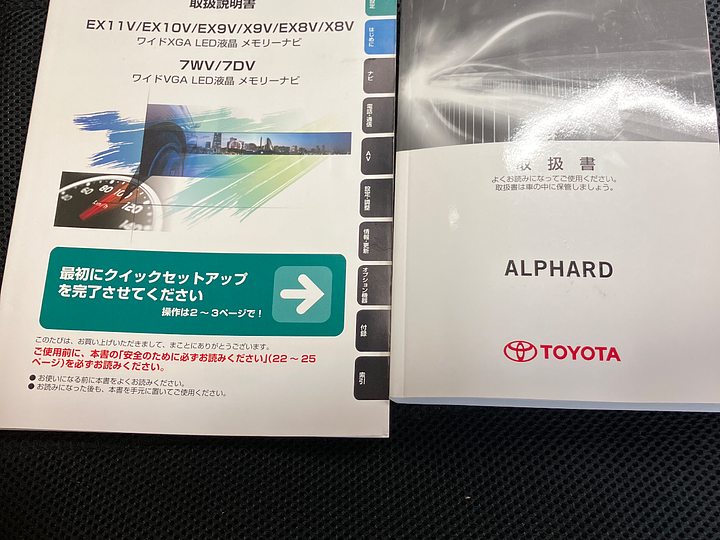 取扱説明書
EX11V/EX10V/EX9V/X9V/EX8V/X8V
ワイドXGA LED液晶 メモリーナビ
7WV/7DV
ワイドVGA LED液晶 メモリーナビ
最初にクイックセットアップ
を完了させてください
操作は2～3ページで!
このたびは、お買い上げいただきまして、まことにありがとうございます。
ご使用前に、本書の「安全のために必ずお読みください」(22～25
ページ)を必ずお読みください。
●お使いになる前に本書をよくお読みください。
●お読みになった後も、本書を手元に置いてご使用ください。
はじめに
ナビ
電話・通信
AV
設定・調整
情報・更新
オプション機器
付録
索引
取扱書
よくお読みになってご使用ください。
取扱書は車の中に保管しましょう。
ALPHARD
TOYOTA